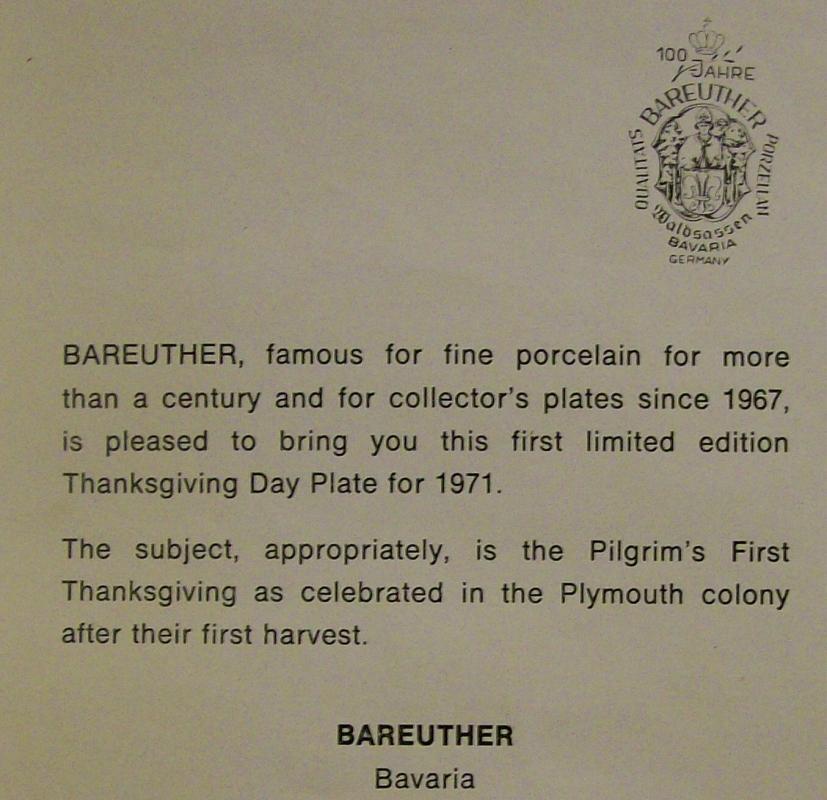 100
JAHRE
BAREUTHER
QUALITÄTS
PORZELLAN
Waldsassen
BAVARIA
GERMANY
BAREUTHER, famous for fine porcelain for more
than a century and for collector's plates since 1967,
is pleased to bring you this first limited edition
Thanksgiving Day Plate for 1971.
The subject, appropriately, is the Pilgrim's First
Thanksgiving as celebrated in the Plymouth colony
after their first harvest.
BAREUTHER
Bavaria